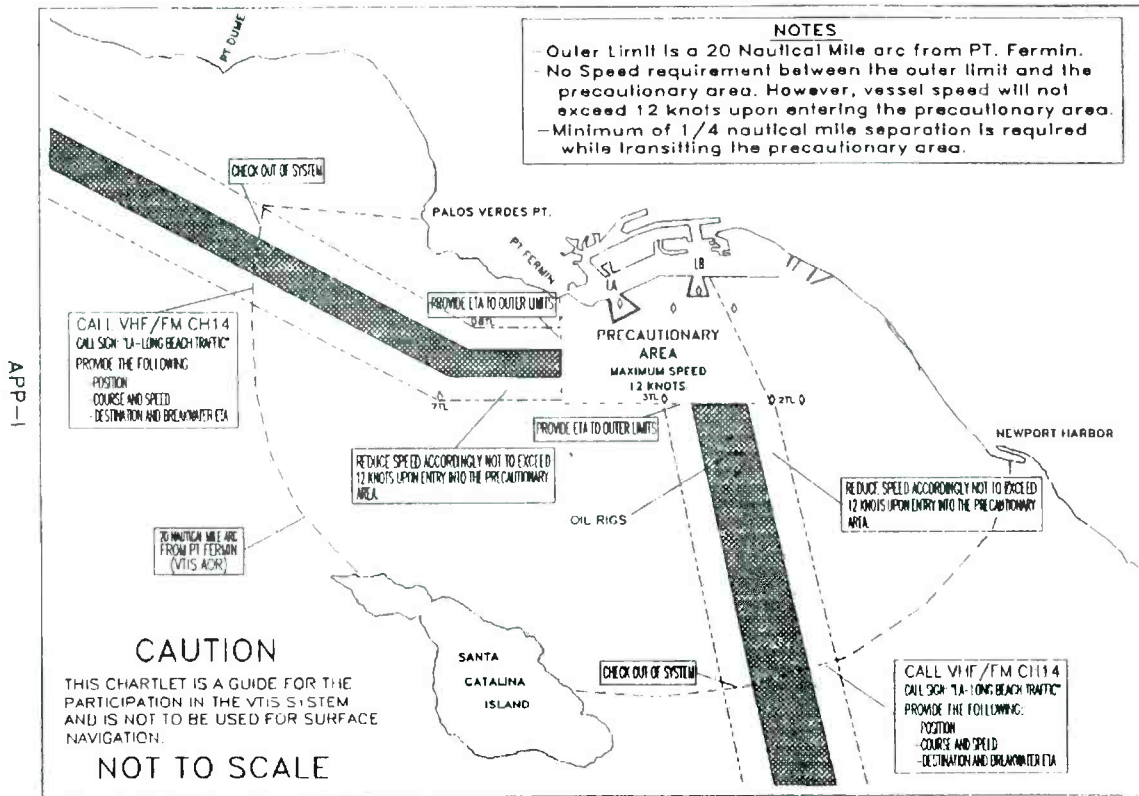 NOTES
- Outer Limit is a 20 Nautical Mile arc from PT. Fermin.
- No Speed requirement between the outer limit and the
precautionary area. However, vessel speed will not
exceed 12 knots upon entering the precautionary area.
- Minimum of 1/4 nautical mile separation is required
while transitting the precautionary area.
PT DUME
CHECK OUT OF SYSTEM
PALOS VERDES PT.
PT FERMIN
LA
LB
PROVIDE ETA TO OUTER LIMITS
PRECAUTIONARY
AREA
MAXIMUM SPEED
12 KNOTS
CALL VHF/FM CH14
CALL SIGN: "LA-LONG BEACH TRAFFIC"
PROVIDE THE FOLLOWING
-POSITION
-COURSE AND SPEED
-DESTINATION AND BREAKWATER ETA
APP-1
7TL
3TL
2TL
PROVIDE ETA TO OUTER LIMITS
NEWPORT HARBOR
REDUCE SPEED ACCORDINGLY NOT TO EXCEED
12 KNOTS UPON ENTRY INTO THE PRECAUTIONARY
AREA.
REDUCE SPEED ACCORDINGLY NOT TO EXCEED
12 KNOTS UPON ENTRY INTO THE PRECAUTIONARY
AREA.
OIL RIGS
20 NAUTICAL MILE ARC
FROM PT FERMIN
(VTIS AOR)
CAUTION
THIS CHARTLET IS A GUIDE FOR THE
PARTICIPATION IN THE VTIS SYSTEM
AND IS NOT TO BE USED FOR SURFACE
NAVIGATION.
NOT TO SCALE
SANTA
CATALINA
ISLAND
CHECK OUT OF SYSTEM
CALL VHF/FM CH14
CALL SIGN: "LA-LONG BEACH TRAFFIC"
PROVIDE THE FOLLOWING:
POSITION
-COURSE AND SPEED
-DESTINATION AND BREAKWATER ETA